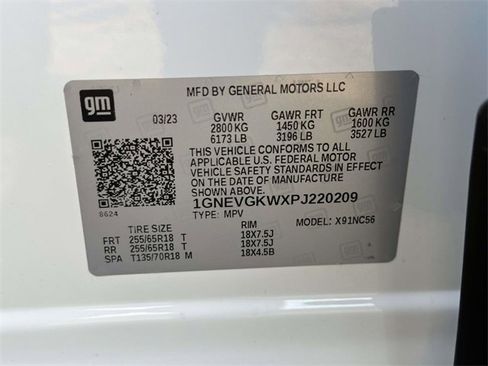 MFD BY GENERAL MOTORS LLC
gm
03/23 GVWR GAWR FRT GAWR RR
2800 KG 1450 KG 1600 KG
6173 LB 3196 LB 3527 LB
THIS VEHICLE CONFORMS TO ALL
APPLICABLE U.S. FEDERAL MOTOR
VEHICLE SAFETY STANDARDS IN EFFECT
ON THE DATE OF MANUFACTURE
SHOWN ABOVE.
1GNEVGKWXPJ220209
8624 TYPE: MPV MODEL: X91NC56
TIRE SIZE RIM
FRT 255/65R18 T 18X7.5J
RR 255/65R18 T 18X7.5J
SPA T135/70R18 M 18X4.5B